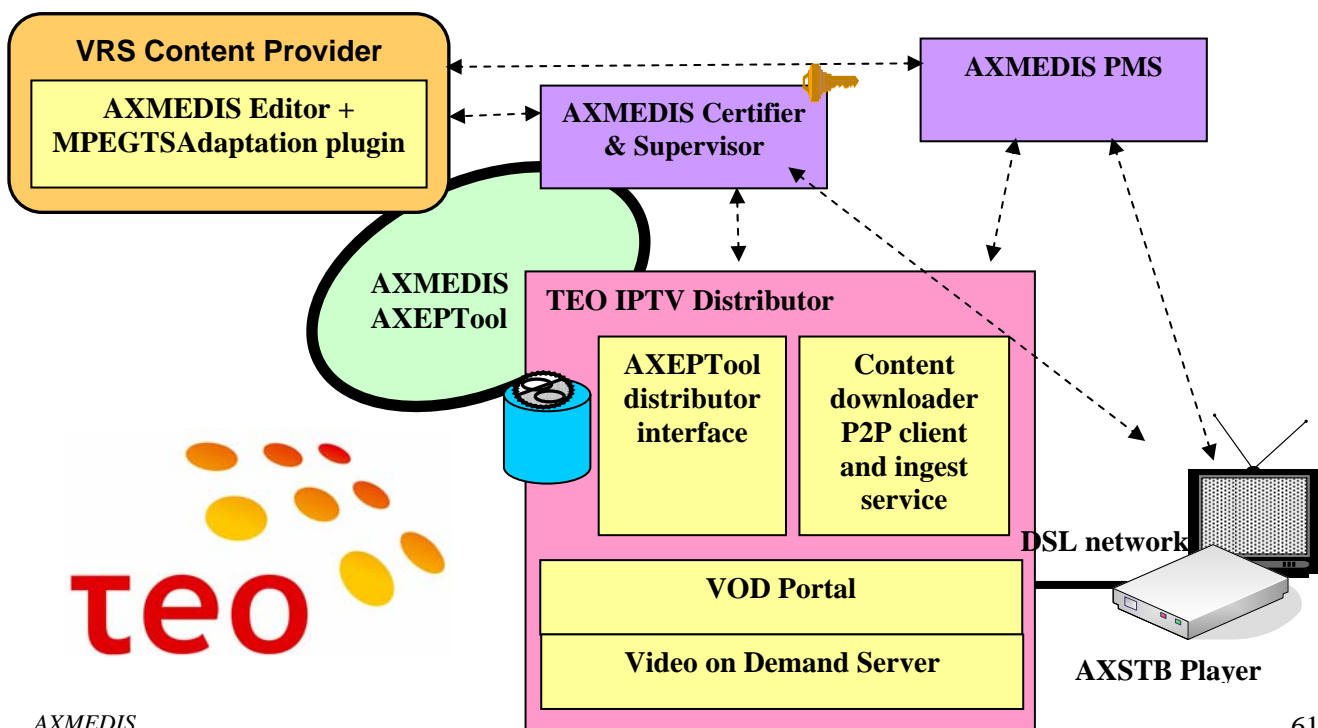 VRS Content Provider
AXMEDIS Editor +
MPEGTSAdaptation plugin
AXMEDIS Certifier
& Supervisor
AXMEDIS PMS
AXMEDIS
AXEPTool
TEO IPTV Distributor
AXEPTool
distributor
interface
Content
downloader
P2P client
and ingest
service
DSL network
VOD Portal
Video on Demand Server
AXSTB Player
teo
AXMEDIS
61